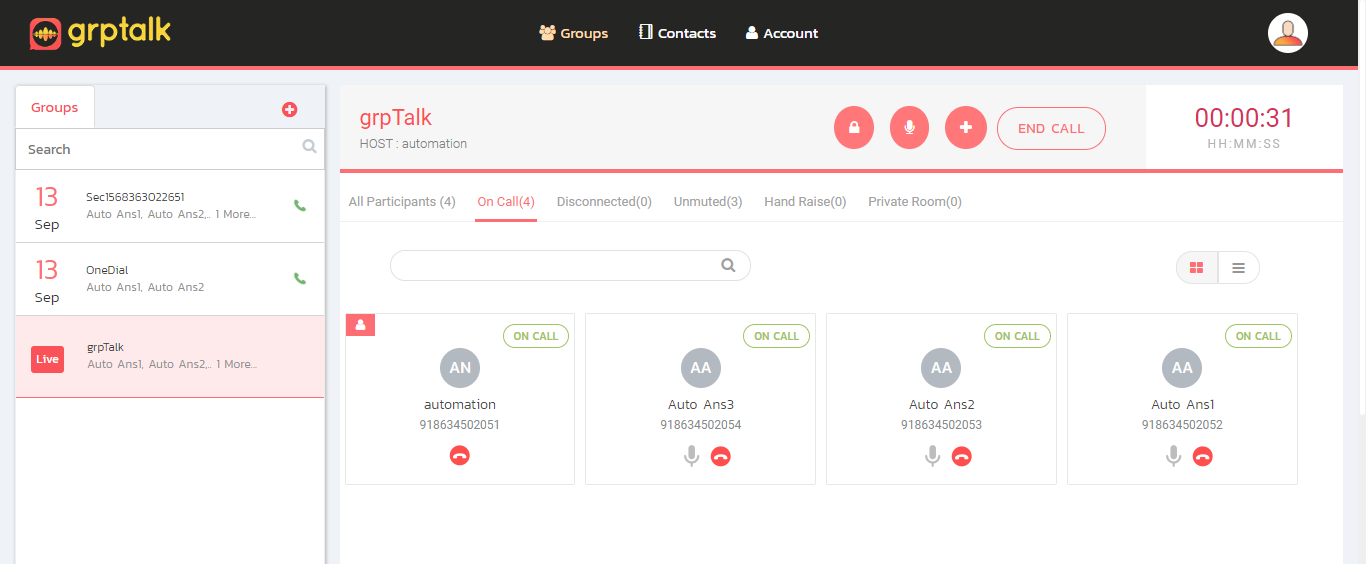 grptalk
Groups Contacts Account
Groups
Search
13
Sep
Sec1568363022651
Auto Ans1, Auto Ans2,.. 1 More...
13
Sep
OneDial
Auto Ans1, Auto Ans2
Live
grpTalk
Auto Ans1, Auto Ans2,.. 1 More...
grpTalk
HOST : automation
END CALL
00:00:31
HH:MM:SS
All Participants (4) On Call(4) Disconnected(0) Unmuted(3) Hand Raise(0) Private Room(0)
ON CALL
AN
automation
918634502051
ON CALL
AA
Auto Ans3
918634502054
ON CALL
AA
Auto Ans2
918634502053
ON CALL
AA
Auto Ans1
918634502052